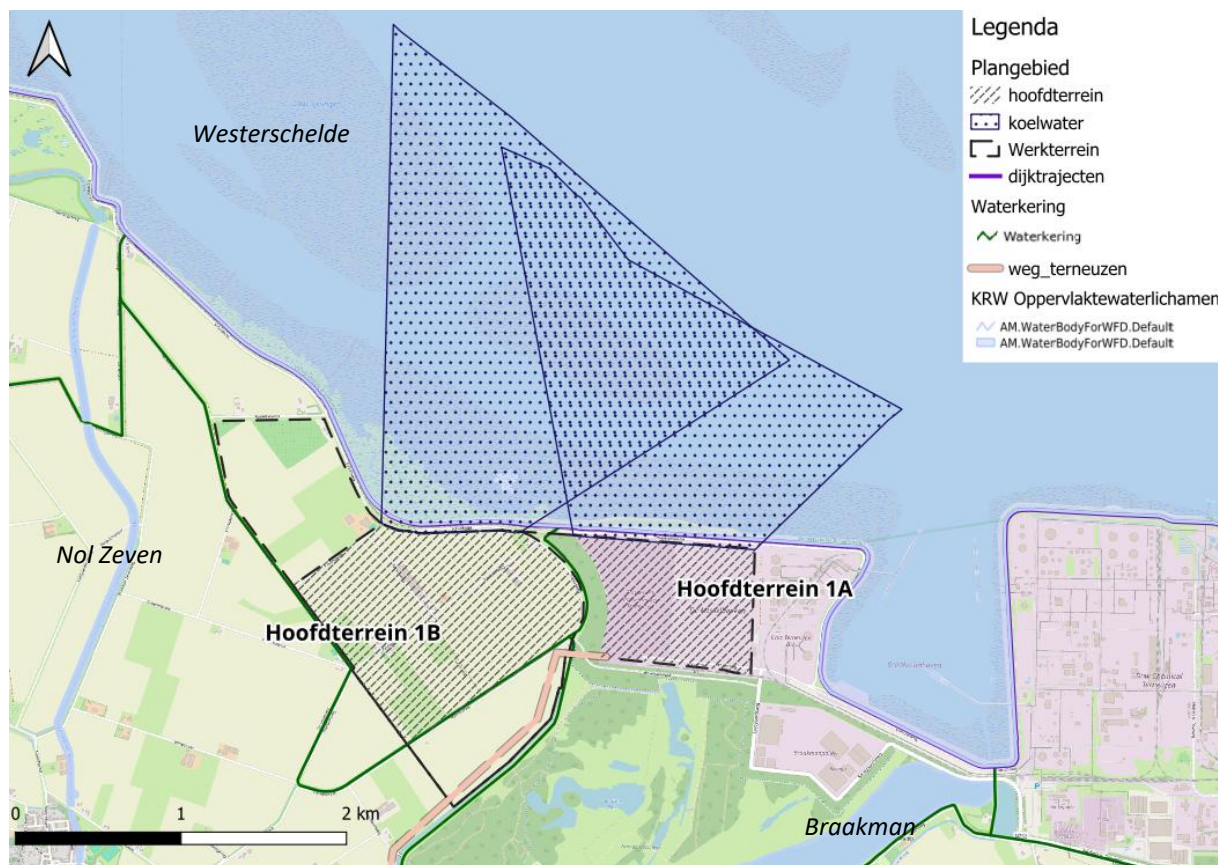 Legenda
Plangebied
hoofdterrein
koelwater
Werkterrein
dijktrajecten
Waterkering
Waterkering
weg_terneuzen
KRW Oppervlaktewaterlichamen
AM.WaterBodyForWFD.Default
AM.WaterBodyForWFD.Default
Westerschelde
Nol Zeven
Hoofdterrein 1A
Hoofdterrein 1B
Braakman
0 1 2 km